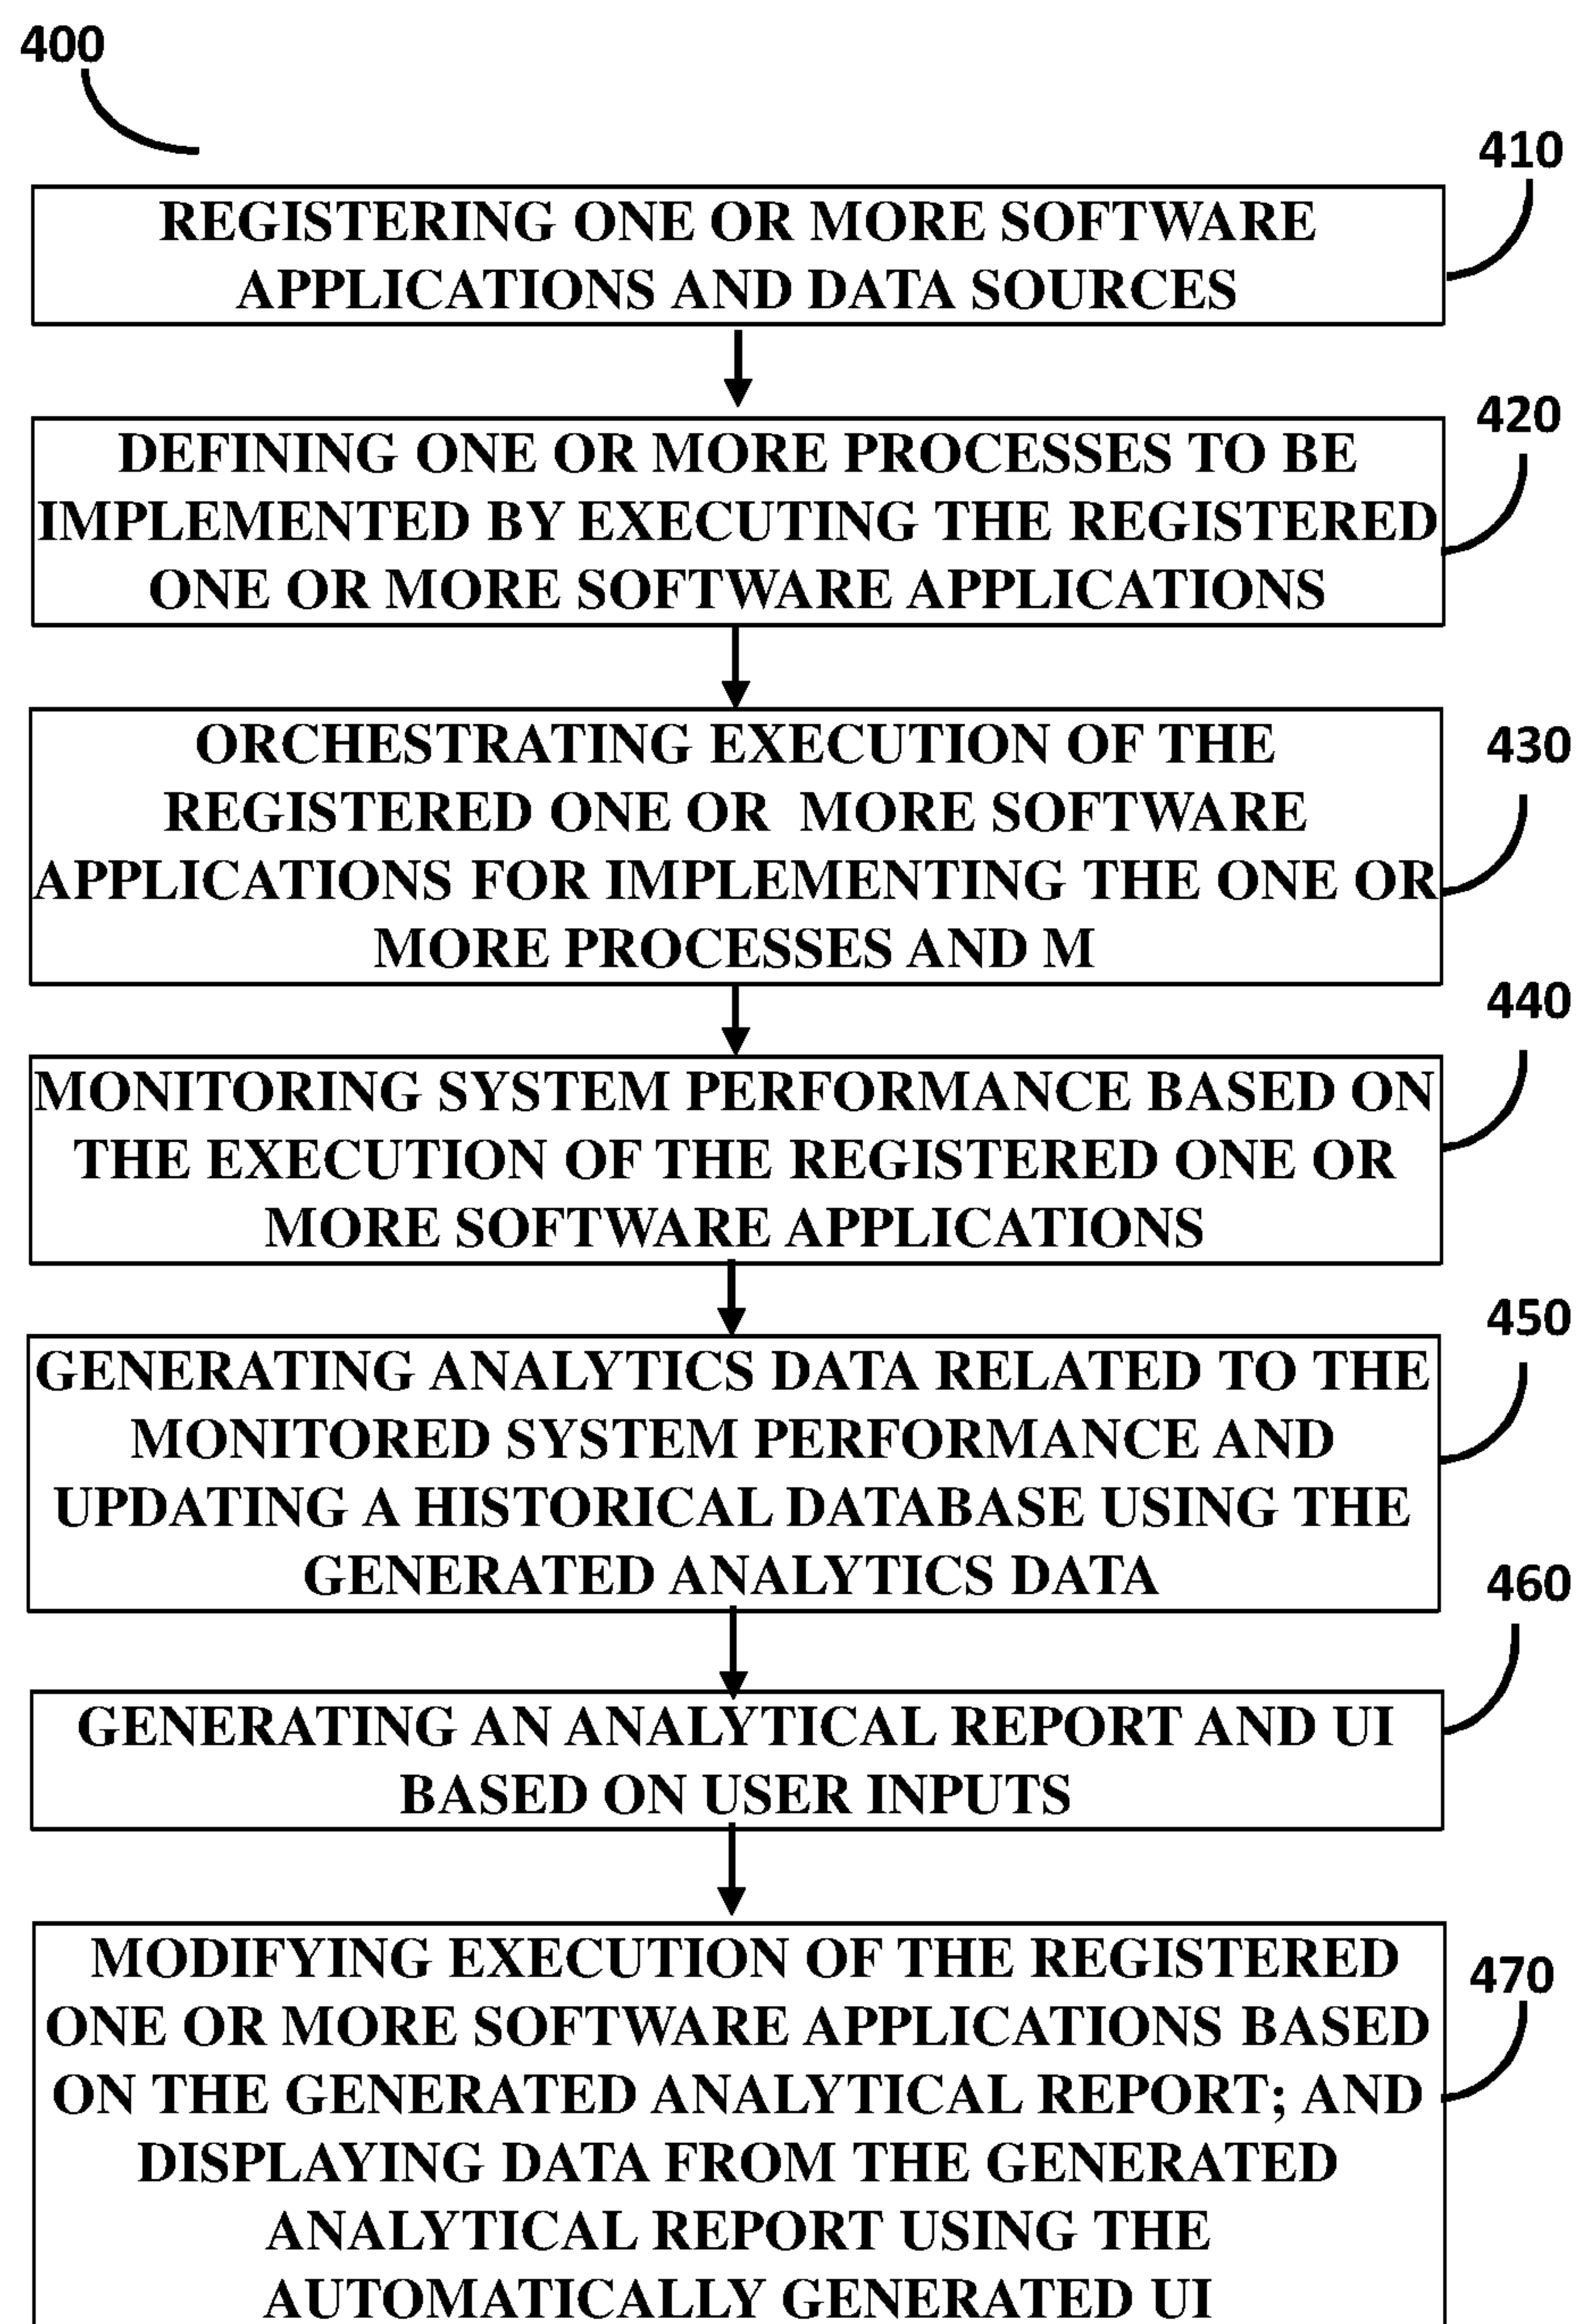 400
410
REGISTERING ONE OR MORE SOFTWARE
APPLICATIONS AND DATA SOURCES
420
DEFINING ONE OR MORE PROCESSES TO BE
IMPLEMENTED BY EXECUTING THE REGISTERED
ONE OR MORE SOFTWARE APPLICATIONS
430
ORCHESTRATING EXECUTION OF THE
REGISTERED ONE OR MORE SOFTWARE
APPLICATIONS FOR IMPLEMENTING THE ONE OR
MORE PROCESSES AND M
440
MONITORING SYSTEM PERFORMANCE BASED ON
THE EXECUTION OF THE REGISTERED ONE OR
MORE SOFTWARE APPLICATIONS
450
GENERATING ANALYTICS DATA RELATED TO THE
MONITORED SYSTEM PERFORMANCE AND
UPDATING A HISTORICAL DATABASE USING THE
GENERATED ANALYTICS DATA
460
GENERATING AN ANALYTICAL REPORT AND UI
BASED ON USER INPUTS
470
MODIFYING EXECUTION OF THE REGISTERED
ONE OR MORE SOFTWARE APPLICATIONS BASED
ON THE GENERATED ANALYTICAL REPORT; AND
DISPLAYING DATA FROM THE GENERATED
ANALYTICAL REPORT USING THE
AUTOMATICALLY GENERATED UI